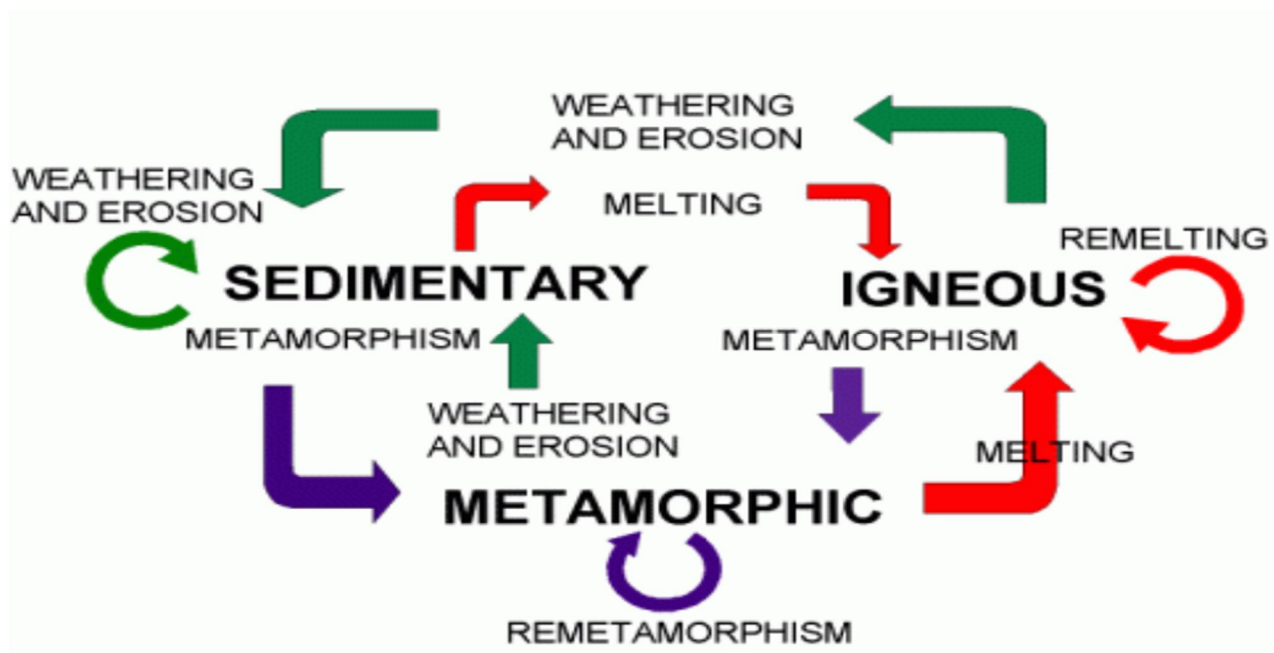 WEATHERING
AND EROSION
WEATHERING
AND EROSION
MELTING
REMELTING
SEDIMENTARY
IGNEOUS
METAMORPHISM
METAMORPHISM
WEATHERING
AND EROSION
MELTING
METAMORPHIC
REMETAMORPHISM